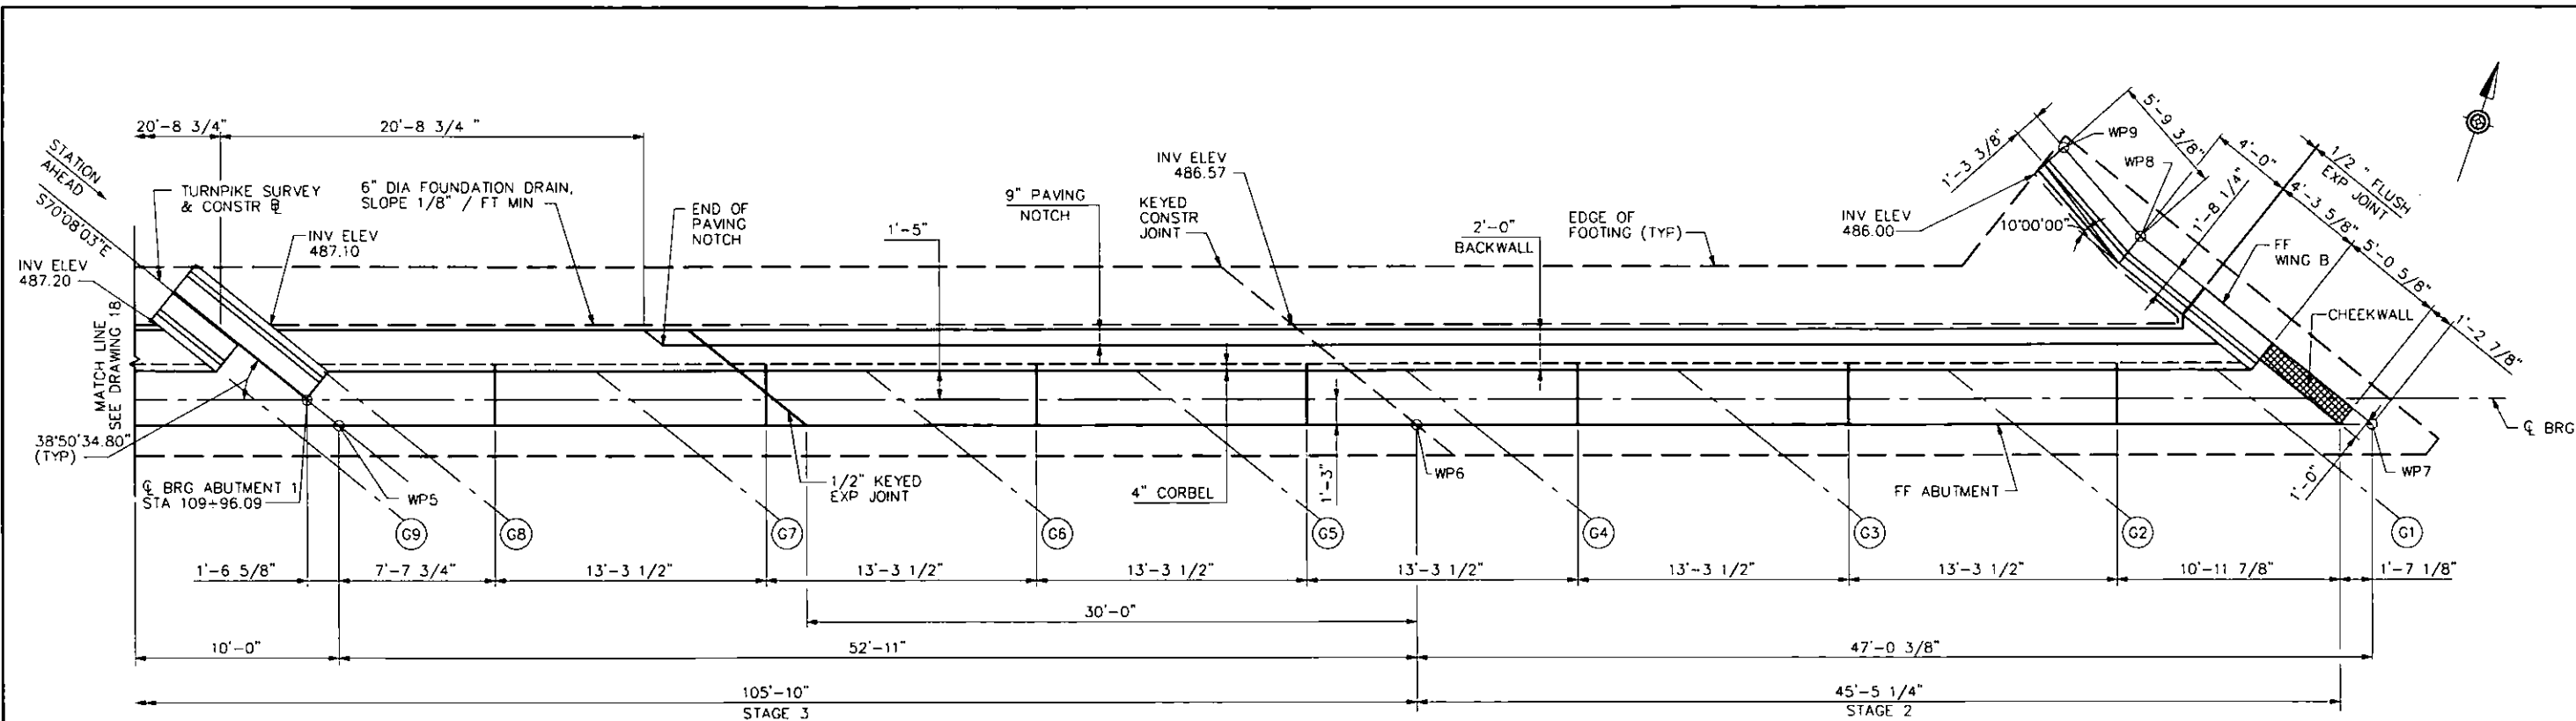 20'-8 3/4"
20'-8 3/4 "
STATION
AHEAD
S70°08'03"E
TURNPIKE SURVEY
& CONSTR ℄
6" DIA FOUNDATION DRAIN,
SLOPE 1/8" / FT MIN
INV ELEV
487.10
INV ELEV
487.20
END OF
PAVING
NOTCH
1'-5"
9" PAVING
NOTCH
INV ELEV
486.57
KEYED
CONSTR
JOINT
2'-0"
BACKWALL
EDGE OF
FOOTING (TYP)
INV ELEV
486.00
1'-3 3/8"
WP9
5'-9 3/8"
WP8
4'-0"
1/2 " FLUSH
EXP JOINT
10°00'00"
1'-8 1/4"
4'-3 5/8"
FF
WING B
5'-0 5/8"
CHEEKWALL
1'-2 7/8"
MATCH LINE
SEE DRAWING 18
38°50'34.80"
(TYP)
℄ BRG ABUTMENT 1
STA 109+96.09
WP5
1/2" KEYED
EXP JOINT
4" CORBEL
1'-3"
WP6
FF ABUTMENT
1'-0"
WP7
℄ BRG
G9
G8
G7
G6
G5
G4
G3
G2
G1
1'-6 5/8"
7'-7 3/4"
13'-3 1/2"
13'-3 1/2"
13'-3 1/2"
13'-3 1/2"
13'-3 1/2"
13'-3 1/2"
10'-11 7/8"
1'-7 1/8"
30'-0"
10'-0"
52'-11"
47'-0 3/8"
105'-10"
STAGE 3
45'-5 1/4"
STAGE 2